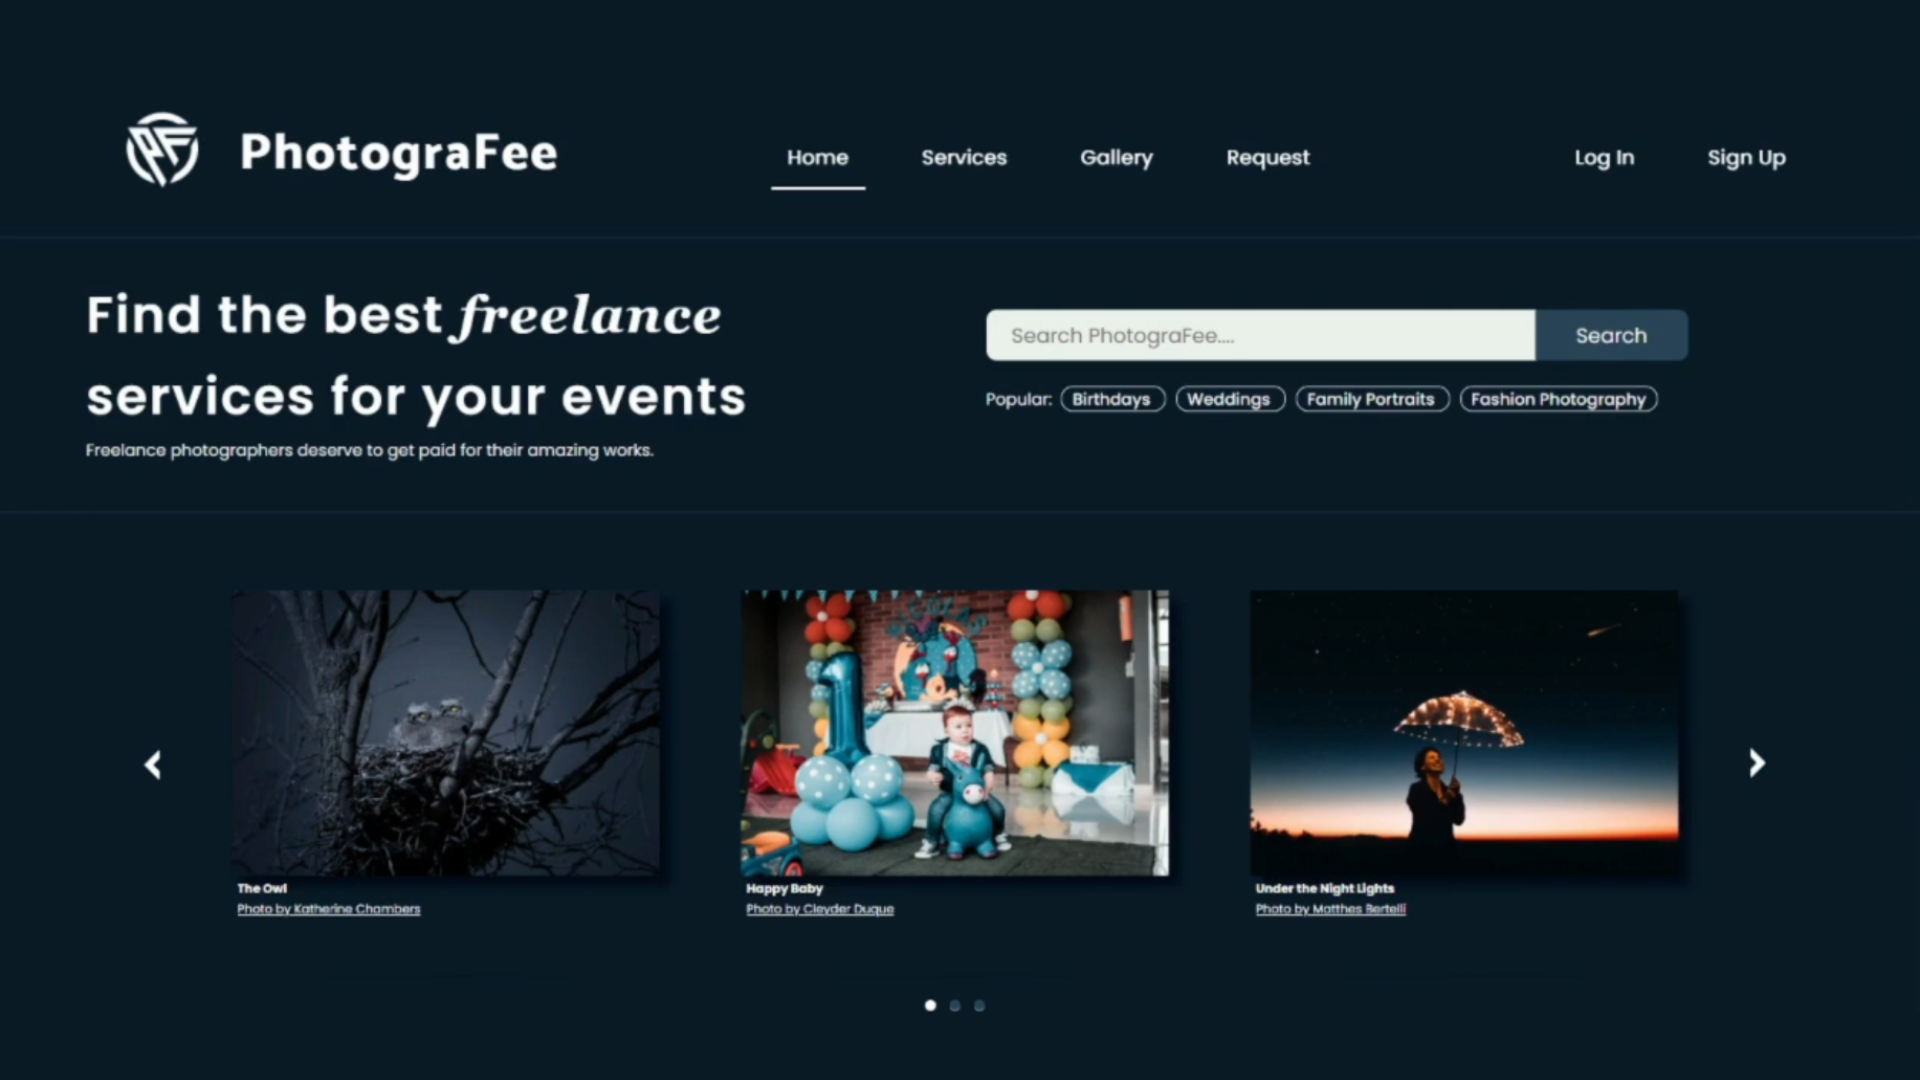 PhotograFee
Home Services Gallery Request Log In Sign Up
Find the best freelance
services for your events
Freelance photographers deserve to get paid for their amazing works.
Search PhotograFee....
Search
Popular: Birthdays Weddings Family Portraits Fashion Photography
The Owl
Photo by Katherine Chambers
Happy Baby
Photo by Cleyder Duque
Under the Night Lights
Photo by Matthes Bertelli